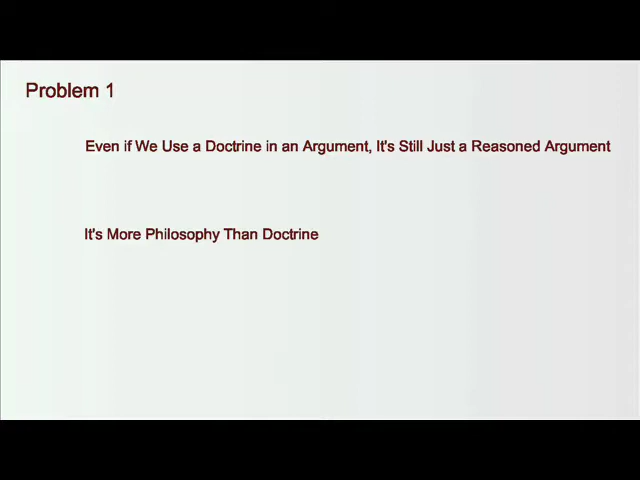 Problem 1
Even if We Use a Doctrine in an Argument, It's Still Just a Reasoned Argument
It's More Philosophy Than Doctrine